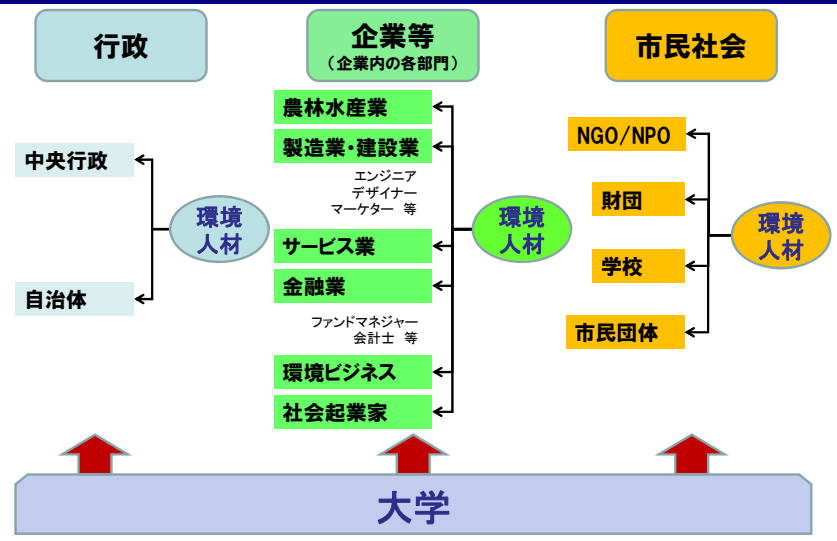 行政
中央行政
自治体
環境
人材
企業等
（企業内の各部門）
農林水産業
製造業・建設業
エンジニア
デザイナー
マーケター 等
サービス業
金融業
ファンドマネジャー
会計士 等
環境ビジネス
社会起業家
環境
人材
市民社会
NGO/NPO
財団
学校
市民団体
環境
人材
大学